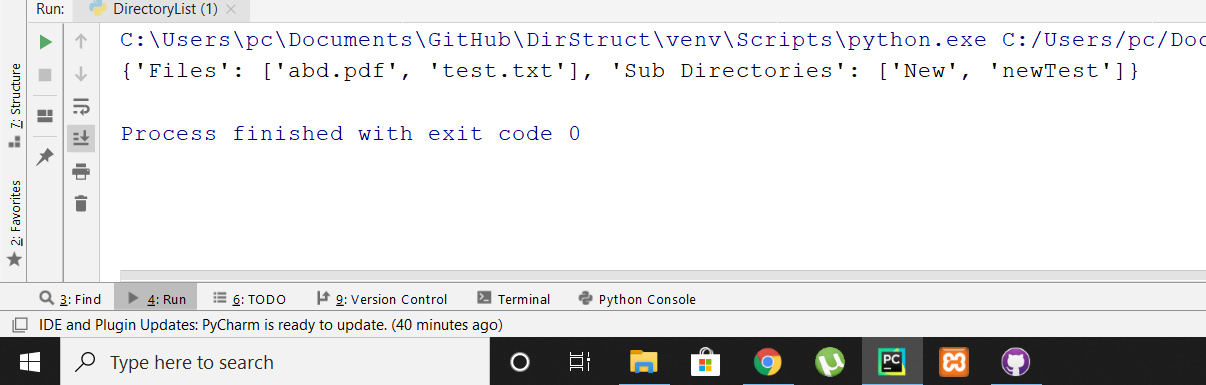 Run: DirectoryList (1)
C:\Users\pc\Documents\GitHub\DirStruct\venv\Scripts\python.exe C:/Users/pc/Doc
{'Files': ['abd.pdf', 'test.txt'], 'Sub Directories': ['New', 'newTest']}
Process finished with exit code 0
7: Structure
2: Favorites
3: Find 4: Run 6: TODO 9: Version Control Terminal Python Console
IDE and Plugin Updates: PyCharm is ready to update. (40 minutes ago)
Type here to search
PC